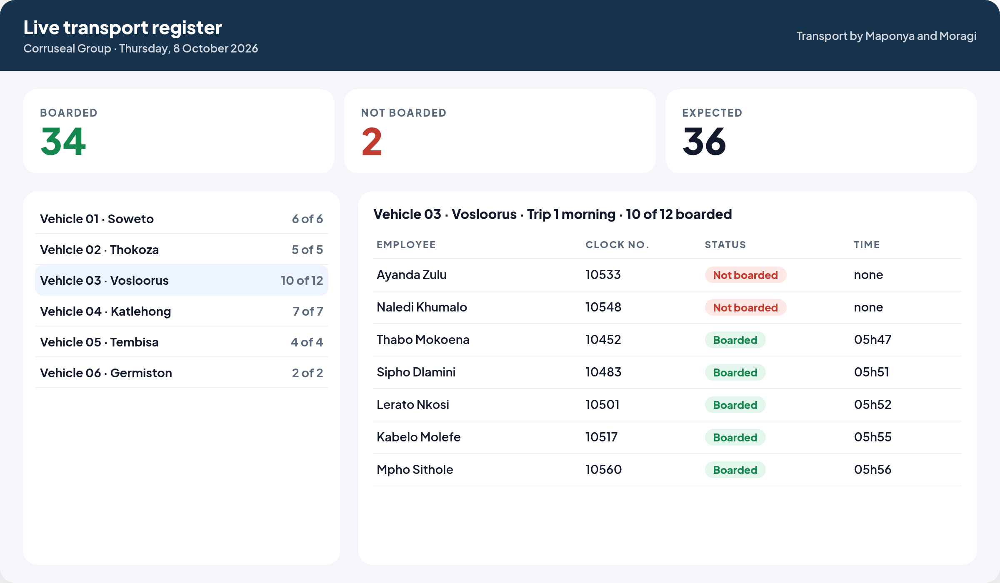 Live transport register
Corruseal Group · Thursday, 8 October 2026
Transport by Maponya and Moragi
BOARDED
34
NOT BOARDED
2
EXPECTED
36
Vehicle 01 · Soweto 6 of 6
Vehicle 02 · Thokoza 5 of 5
Vehicle 03 · Vosloorus 10 of 12
Vehicle 04 · Katlehong 7 of 7
Vehicle 05 · Tembisa 4 of 4
Vehicle 06 · Germiston 2 of 2
Vehicle 03 · Vosloorus · Trip 1 morning · 10 of 12 boarded
EMPLOYEE CLOCK NO. STATUS TIME
Ayanda Zulu 10533 Not boarded none
Naledi Khumalo 10548 Not boarded none
Thabo Mokoena 10452 Boarded 05h47
Sipho Dlamini 10483 Boarded 05h51
Lerato Nkosi 10501 Boarded 05h52
Kabelo Molefe 10517 Boarded 05h55
Mpho Sithole 10560 Boarded 05h56